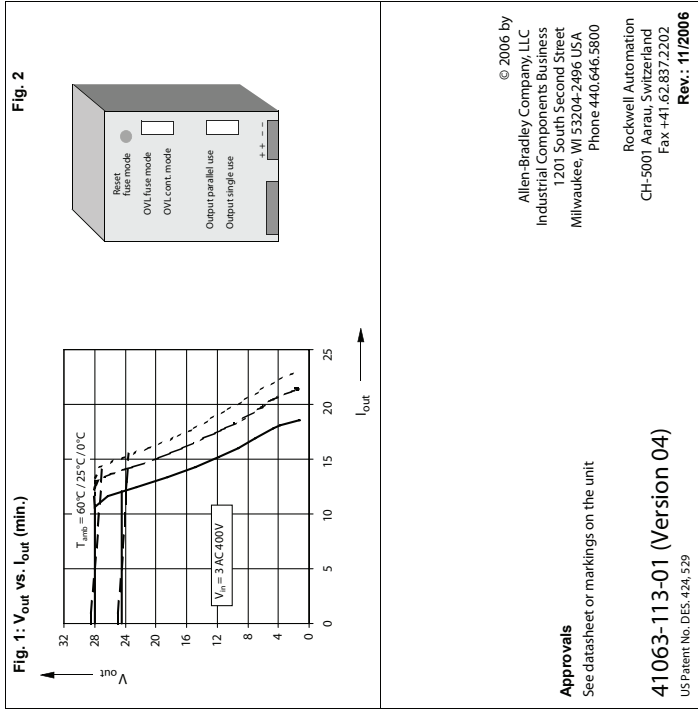 Fig. 1: Vout vs. Iout (min.)
Vout
32
28
24
20
16
12
8
4
0
Tamb = 60°C / 25°C / 0°C
Vin = 3 AC 400V
0
5
10
15
20
25
Iout
Fig. 2
Reset
fuse mode
OVL fuse mode
OVL cont. mode
Output parallel use
Output single use
+ + - -
Approvals
See datasheet or markings on the unit
41063-113-01 (Version 04)
US Patent No. DES. 424, 529
© 2006 by
Allen-Bradley Company, LLC
Industrial Components Business
1201 South Second Street
Milwaukee, WI 53204-2496 USA
Phone 440.646.5800
Rockwell Automation
CH-5001 Aarau, Switzerland
Fax +41.62.837.2202
Rev.: 11/2006